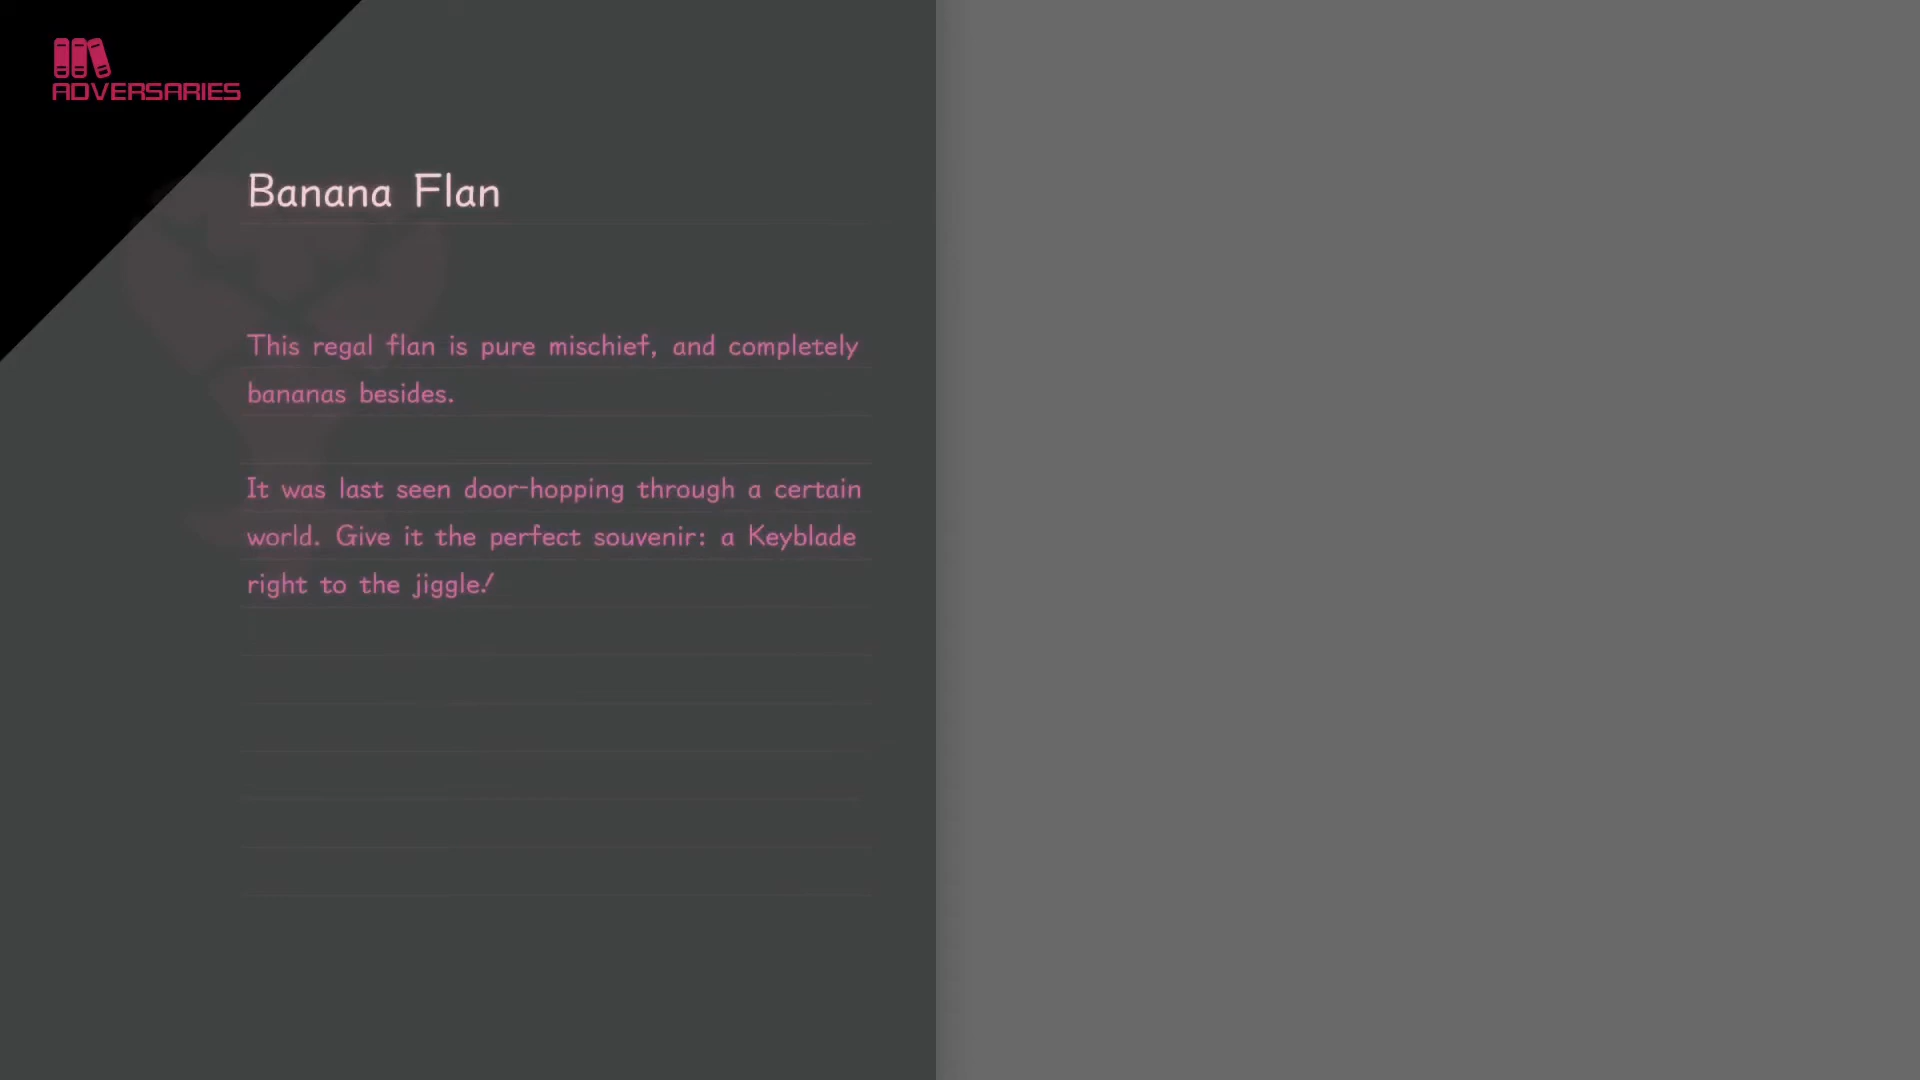 ADVERSARIES
Banana Flan
This regal flan is pure mischief, and completely
bananas besides.
It was last seen door-hopping through a certain
world. Give it the perfect souvenir: a Keyblade
right to the jiggle!